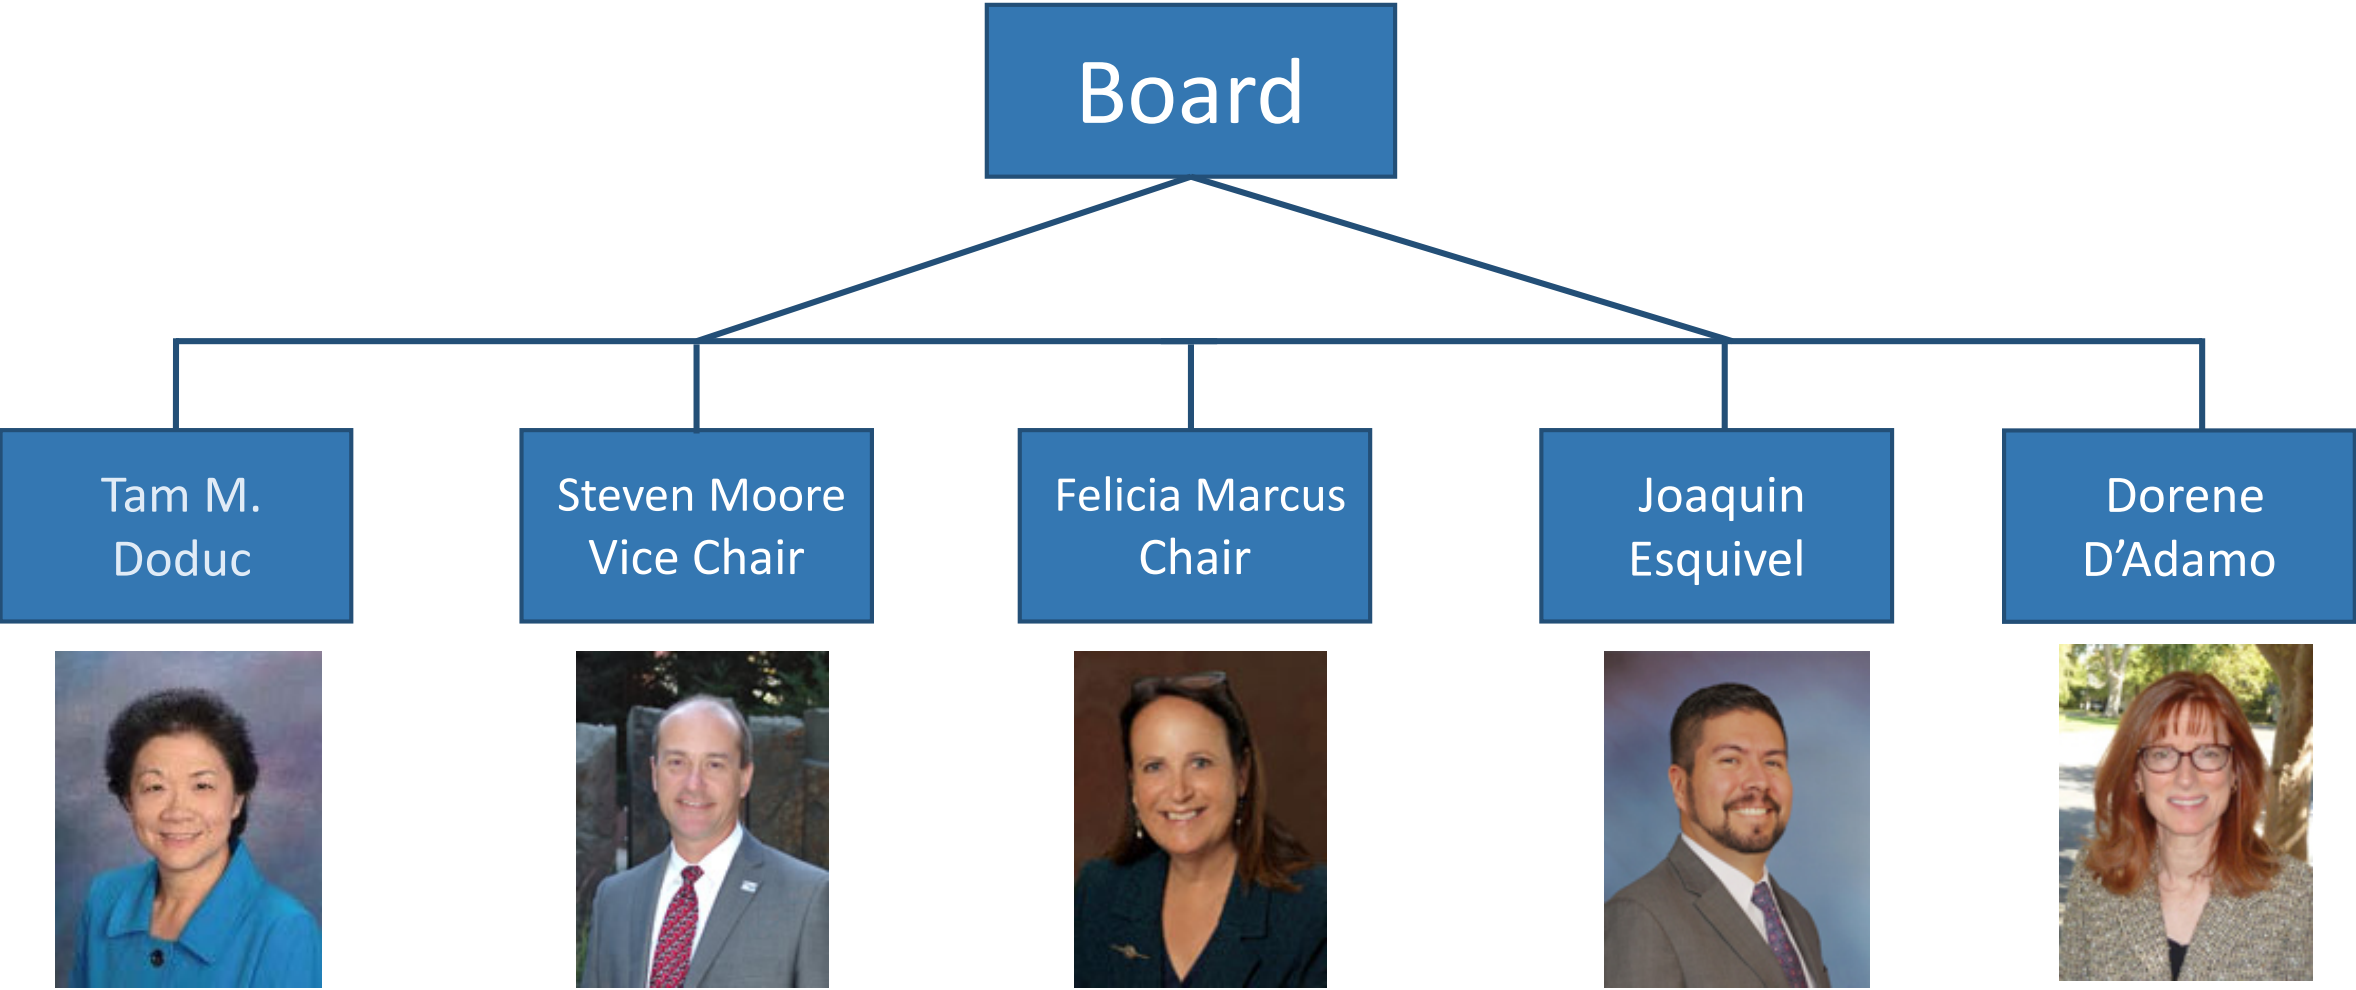 Board
Tam M.
Doduc
Steven Moore
Vice Chair
Felicia Marcus
Chair
Joaquin
Esquivel
Dorene
D’Adamo